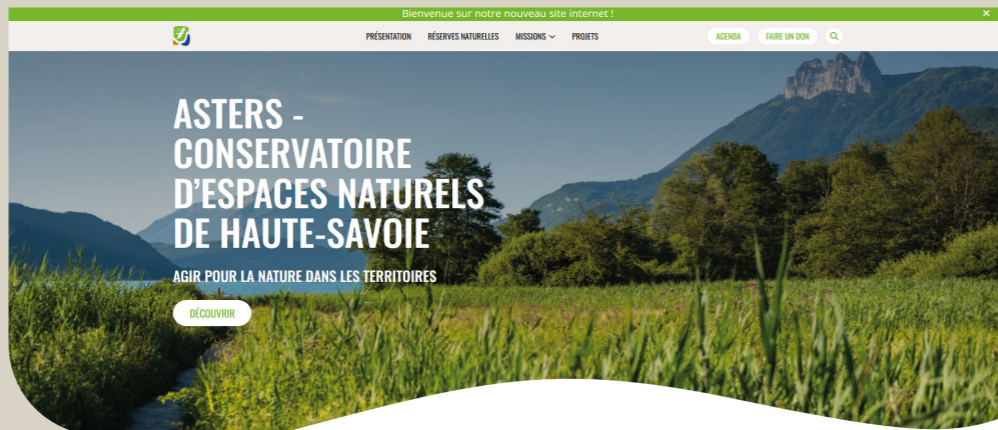 Bienvenue sur notre nouveau site internet !
PRÉSENTATION RÉSERVES NATURELLES MISSIONS PROJETS AGENDA FAIRE UN DON
ASTERS -
CONSERVATOIRE
D'ESPACES NATURELS
DE HAUTE-SAVOIE
AGIR POUR LA NATURE DANS LES TERRITOIRES
DÉCOUVRIR